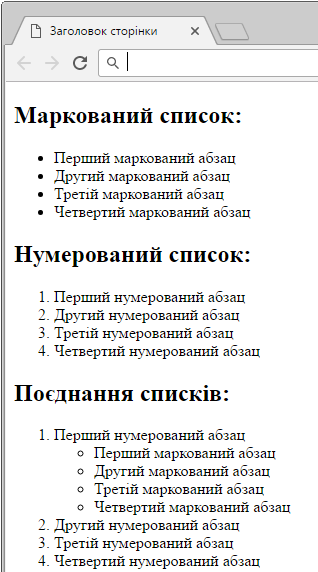 Заголовок сторінки
Маркований список:
• Перший маркований абзац
• Другий маркований абзац
• Третій маркований абзац
• Четвертий маркований абзац
Нумерований список:
1. Перший нумерований абзац
2. Другий нумерований абзац
3. Третій нумерований абзац
4. Четвертий нумерований абзац
Поєднання списків:
1. Перший нумерований абзац
○ Перший маркований абзац
○ Другий маркований абзац
○ Третій маркований абзац
○ Четвертий маркований абзац
2. Другий нумерований абзац
3. Третій нумерований абзац
4. Четвертий нумерований абзац